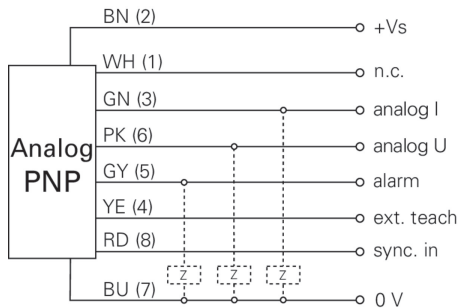 BN (2)
+Vs
WH (1)
n.c.
GN (3)
analog I
PK (6)
analog U
Analog
PNP
GY (5)
alarm
YE (4)
ext. teach
RD (8)
sync. in
Z Z Z
BU (7)
0 V